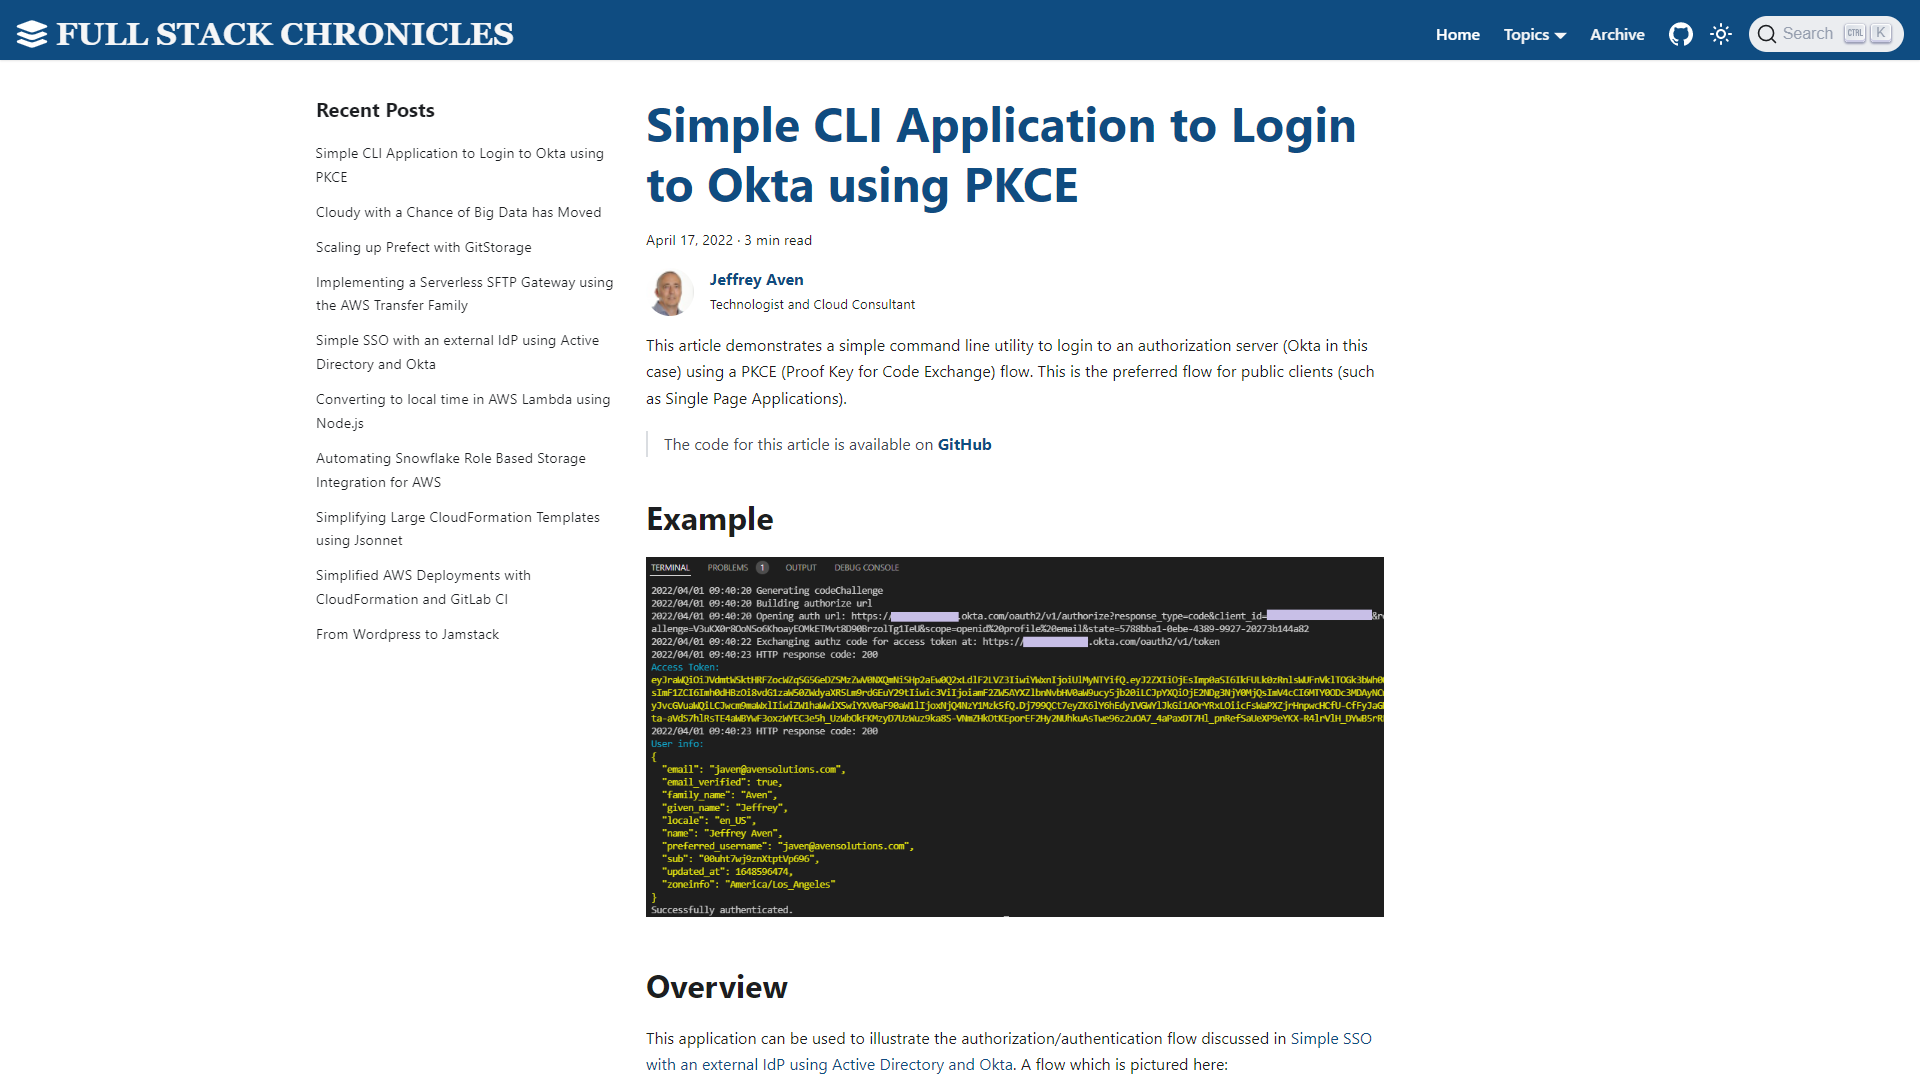 FULL STACK CHRONICLES
Home Topics Archive Search CTRL K
Recent Posts
Simple CLI Application to Login to Okta using
PKCE
Cloudy with a Chance of Big Data has Moved
Scaling up Prefect with GitStorage
Implementing a Serverless SFTP Gateway using
the AWS Transfer Family
Simple SSO with an external IdP using Active
Directory and Okta
Converting to local time in AWS Lambda using
Node.js
Automating Snowflake Role Based Storage
Integration for AWS
Simplifying Large CloudFormation Templates
using Jsonnet
Simplified AWS Deployments with
CloudFormation and GitLab CI
From Wordpress to Jamstack
Simple CLI Application to Login
to Okta using PKCE
April 17, 2022 · 3 min read
Jeffrey Aven
Technologist and Cloud Consultant
This article demonstrates a simple command line utility to login to an authorization server (Okta in this
case) using a PKCE (Proof Key for Code Exchange) flow. This is the preferred flow for public clients (such
as Single Page Applications).
The code for this article is available on GitHub
Example
TERMINAL PROBLEMS 1 OUTPUT DEBUG CONSOLE
2022/04/01 09:40:20 Generating codeChallenge
2022/04/01 09:40:20 Building authorize url
2022/04/01 09:40:20 Opening auth url: https:// .okta.com/oauth2/v1/authorize?response_type=code&client_id=
&scope=openid%20profile%20email&state=5788bba1-0ebe-4389-9927-20273b144a82
2022/04/01 09:40:22 Exchanging authz code for access token at: https:// .okta.com/oauth2/v1/token
2022/04/01 09:40:23 HTTP response code: 200
Access Token:
2022/04/01 09:40:23 HTTP response code: 200
User info:
{
"email": "javen@avensolutions.com",
"email_verified": true,
"family_name": "Aven",
"given_name": "Jeffrey",
"locale": "en_US",
"name": "Jeffrey Aven",
"preferred_username": "javen@avensolutions.com",
"sub": "00uht7wj9znXtptVp696",
"updated_at": 1648596474,
"zoneinfo": "America/Los_Angeles"
}
Successfully authenticated.
Overview
This application can be used to illustrate the authorization/authentication flow discussed in Simple SSO
with an external IdP using Active Directory and Okta. A flow which is pictured here: